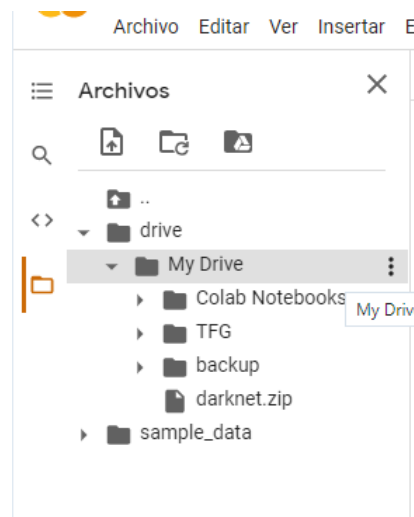 Archivo Editar Ver Insertar
Archivos
..
drive
My Drive
Colab Notebooks
My Driv
TFG
backup
darknet.zip
sample_data